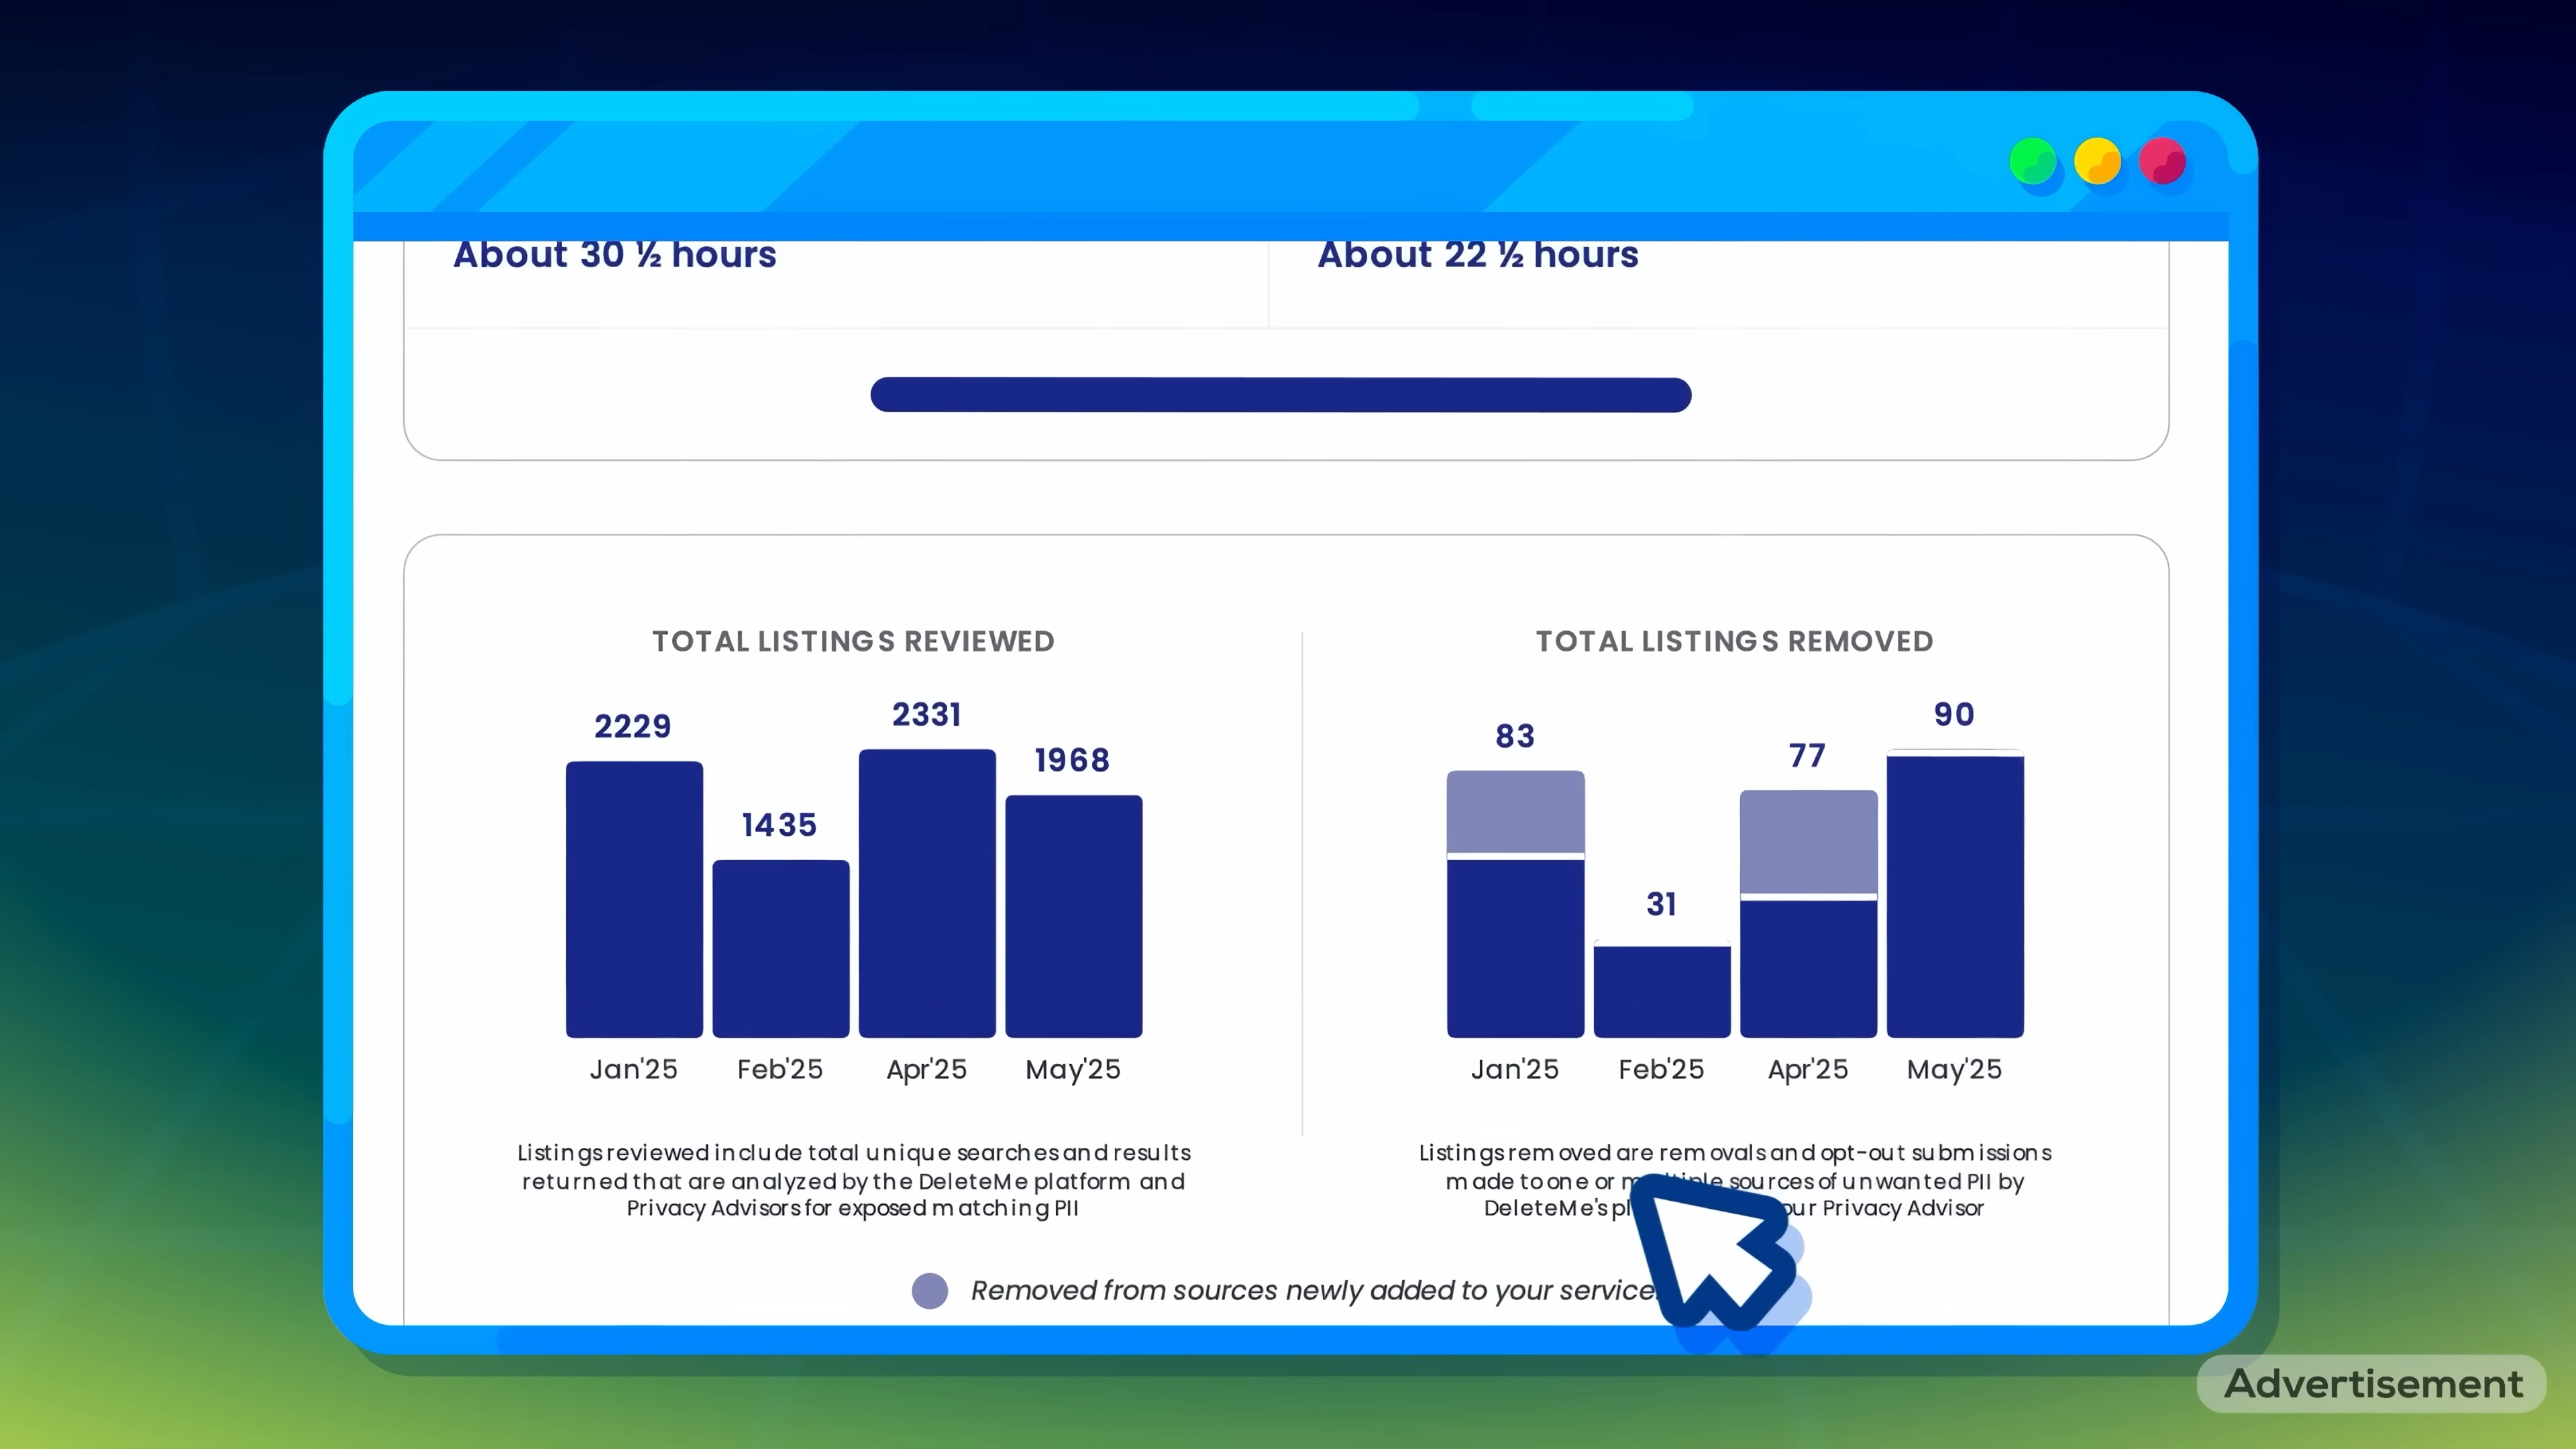 About 30 ½ hours
About 22 ½ hours
TOTAL LISTINGS REVIEWED
2229
1435
2331
1968
Jan'25
Feb'25
Apr'25
May'25
Listings reviewed include total unique searches and results
returned that are analyzed by the DeleteMe platform and
Privacy Advisors for exposed matching PII
TOTAL LISTINGS REMOVED
83
31
77
90
Jan'25
Feb'25
Apr'25
May'25
Listings removed are removals and opt-out submissions
made to one or multiple sources of unwanted PII by
DeleteMe's our Privacy Advisor
Removed from sources newly added to your service.
Advertisement